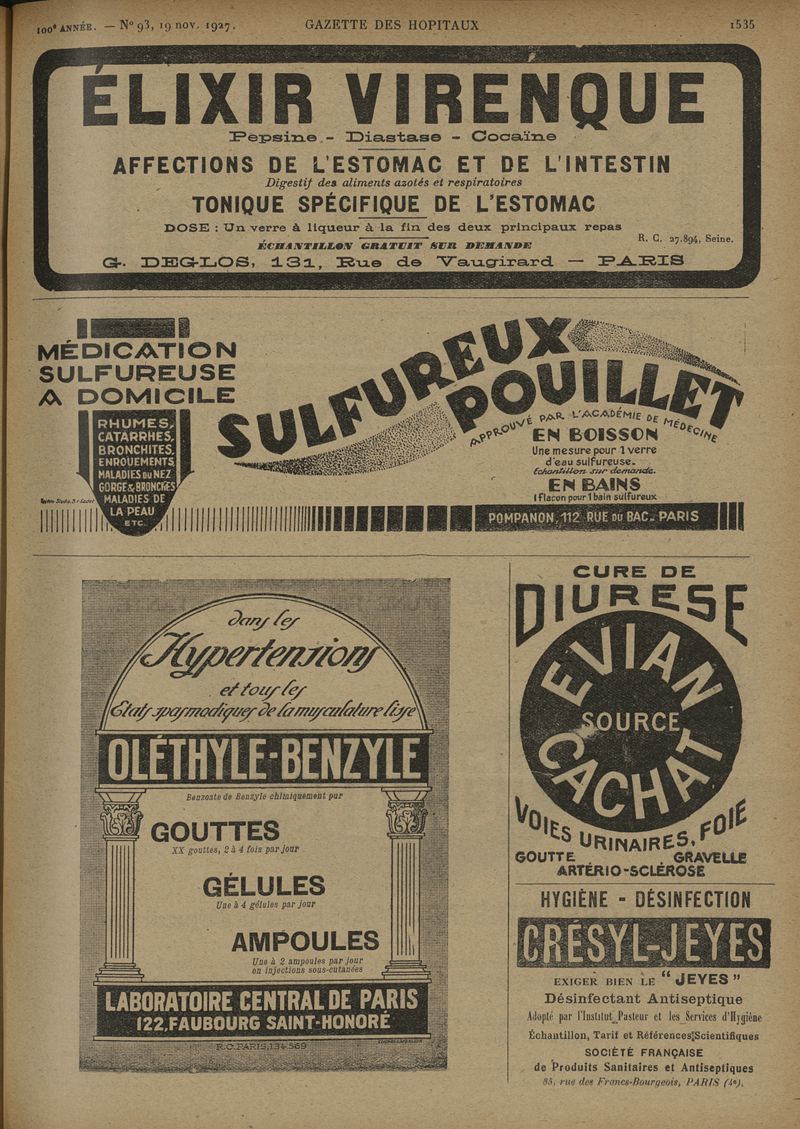 100e ANNÉE. — N° 93, 19 nov. 1927.
GAZETTE DES HOPITAUX
1535
ÉLIXIR VIRENQUE
Pepsine - Diastase - Cocaïne
AFFECTIONS DE L'ESTOMAC ET DE L'INTESTIN
Digestif des aliments azotés et respiratoires
TONIQUE SPÉCIFIQUE DE L'ESTOMAC
DOSE : Un verre à liqueur à la fin des deux principaux repas
R. C. 27.894, Seine.
ÉCHANTILLON GRATUIT SUR DEMANDE
G. DEGLOS, 131, Rue de Vaugirard — PARIS
MÉDICATION
SULFUREUSE
A DOMICILE
RHUMES,
CATARRHES,
BRONCHITES,
ENROUEMENTS,
MALADIES DU NEZ
GORGE & BRONCHES
MALADIES DE
LA PEAU
ETC.
SULFUREUX
POUILLET
APPROUVÉ PAR L'ACADÉMIE DE MÉDECINE
EN BOISSON
Une mesure pour 1 verre
d'eau sulfureuse.
Echantillon sur demande.
EN BAINS
1 flacon pour 1 bain sulfureux
POMPANON, 112 RUE DU BAC. PARIS
dans les
Hypertensions
et tous les
États spasmodiques de la musculature lisse
OLÉTHYLE-BENZYLE
Benzoate de Benzyle chimiquement pur
GOUTTES
XX gouttes, 2 à 4 fois par jour
GÉLULES
Une à 4 gélules par jour
AMPOULES
Une à 2 ampoules par jour
en injections sous-cutanées
LABORATOIRE CENTRAL DE PARIS
122, FAUBOURG SAINT-HONORÉ
R.C. PARIS, 134.569
CURE DE
DIURESE
EVIAN
SOURCE
CACHAT
VOIES URINAIRES, FOIE
GOUTTE GRAVELLE
ARTÉRIO-SCLÉROSE
HYGIÈNE - DÉSINFECTION
CRÉSYL-JEYES
EXIGER BIEN LE "JEYES"
Désinfectant Antiseptique
Adopté par l'Institut Pasteur et les Services d'Hygiène
Échantillon, Tarif et Références Scientifiques
SOCIÉTÉ FRANÇAISE
de Produits Sanitaires et Antiseptiques
35, rue des Francs-Bourgeois, PARIS (4e).